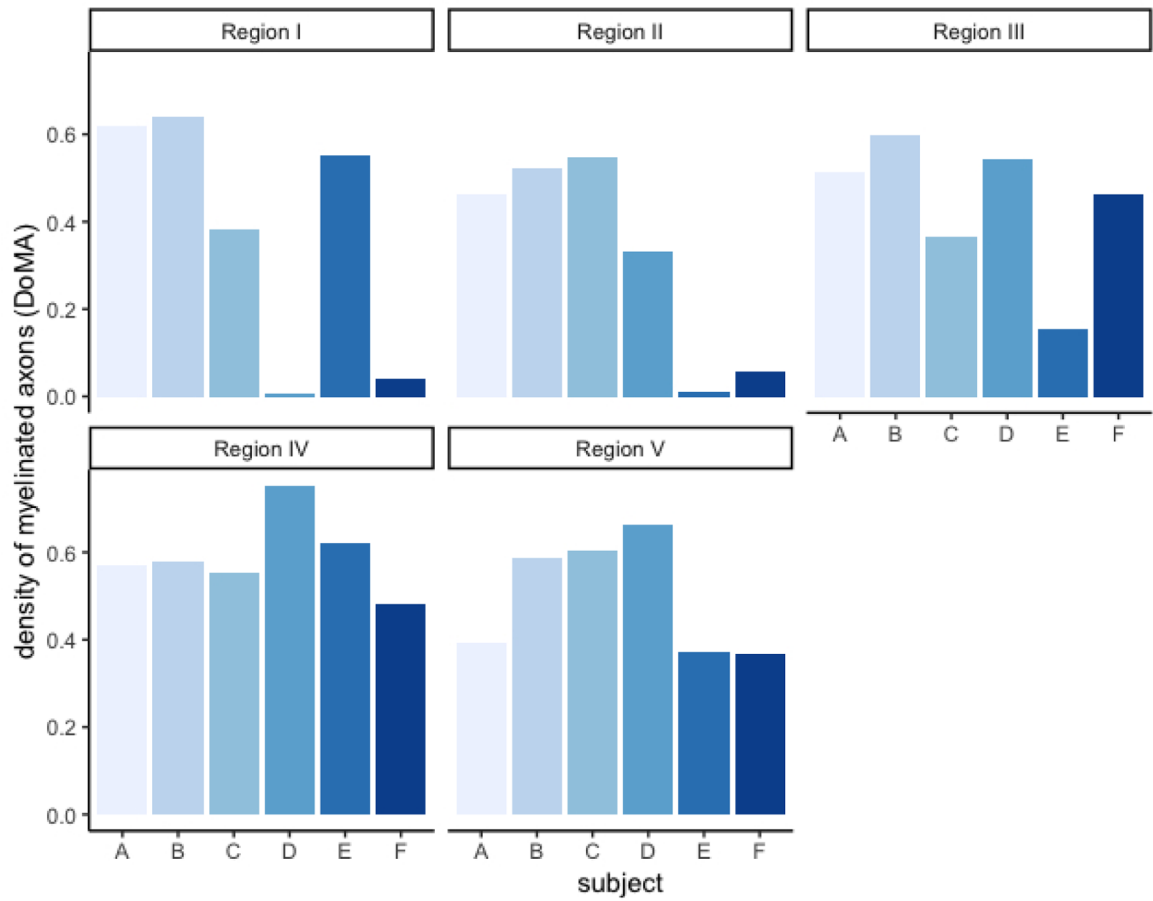 Region I Region II Region III
density of myelinated axons (DoMA)
0.6
0.4
0.2
0.0
A B C D E F
Region IV Region V
0.6
0.4
0.2
0.0
A B C D E F A B C D E F
subject